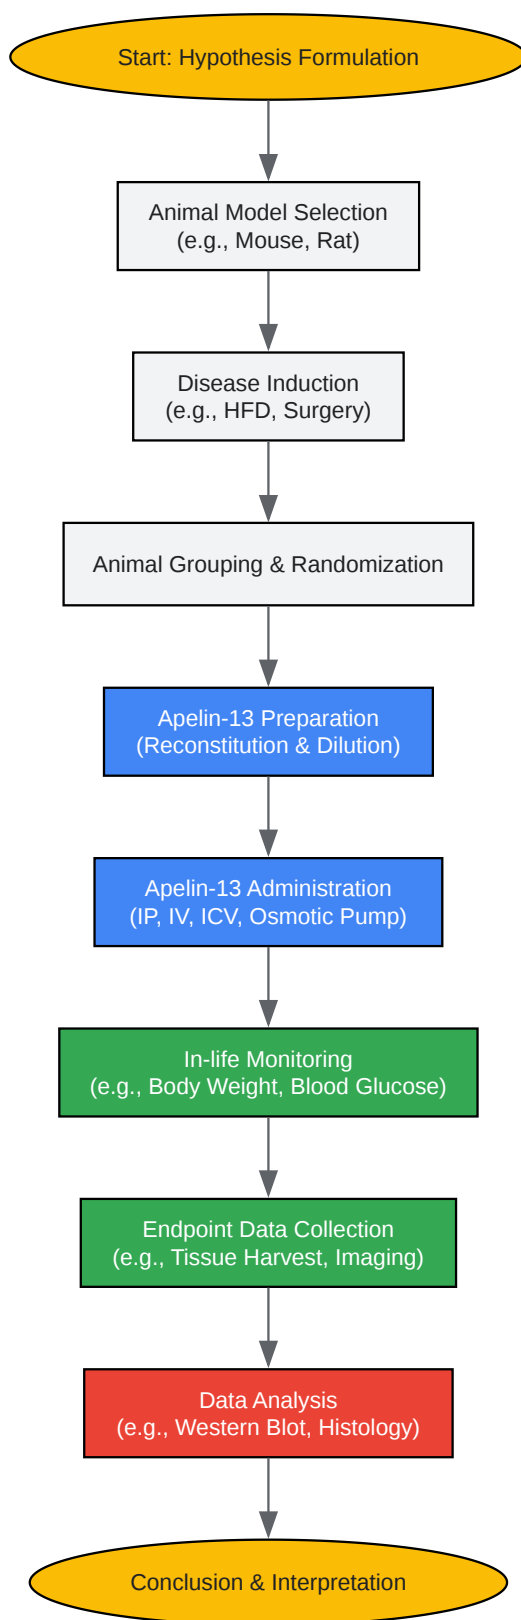 Start: Hypothesis Formulation
Animal Model Selection
(e.g., Mouse, Rat)
Disease Induction
(e.g., HFD, Surgery)
Animal Grouping & Randomization
Apelin-13 Preparation
(Reconstitution & Dilution)
Apelin-13 Administration
(IP, IV, ICV, Osmotic Pump)
In-life Monitoring
(e.g., Body Weight, Blood Glucose)
Endpoint Data Collection
(e.g., Tissue Harvest, Imaging)
Data Analysis
(e.g., Western Blot, Histology)
Conclusion & Interpretation